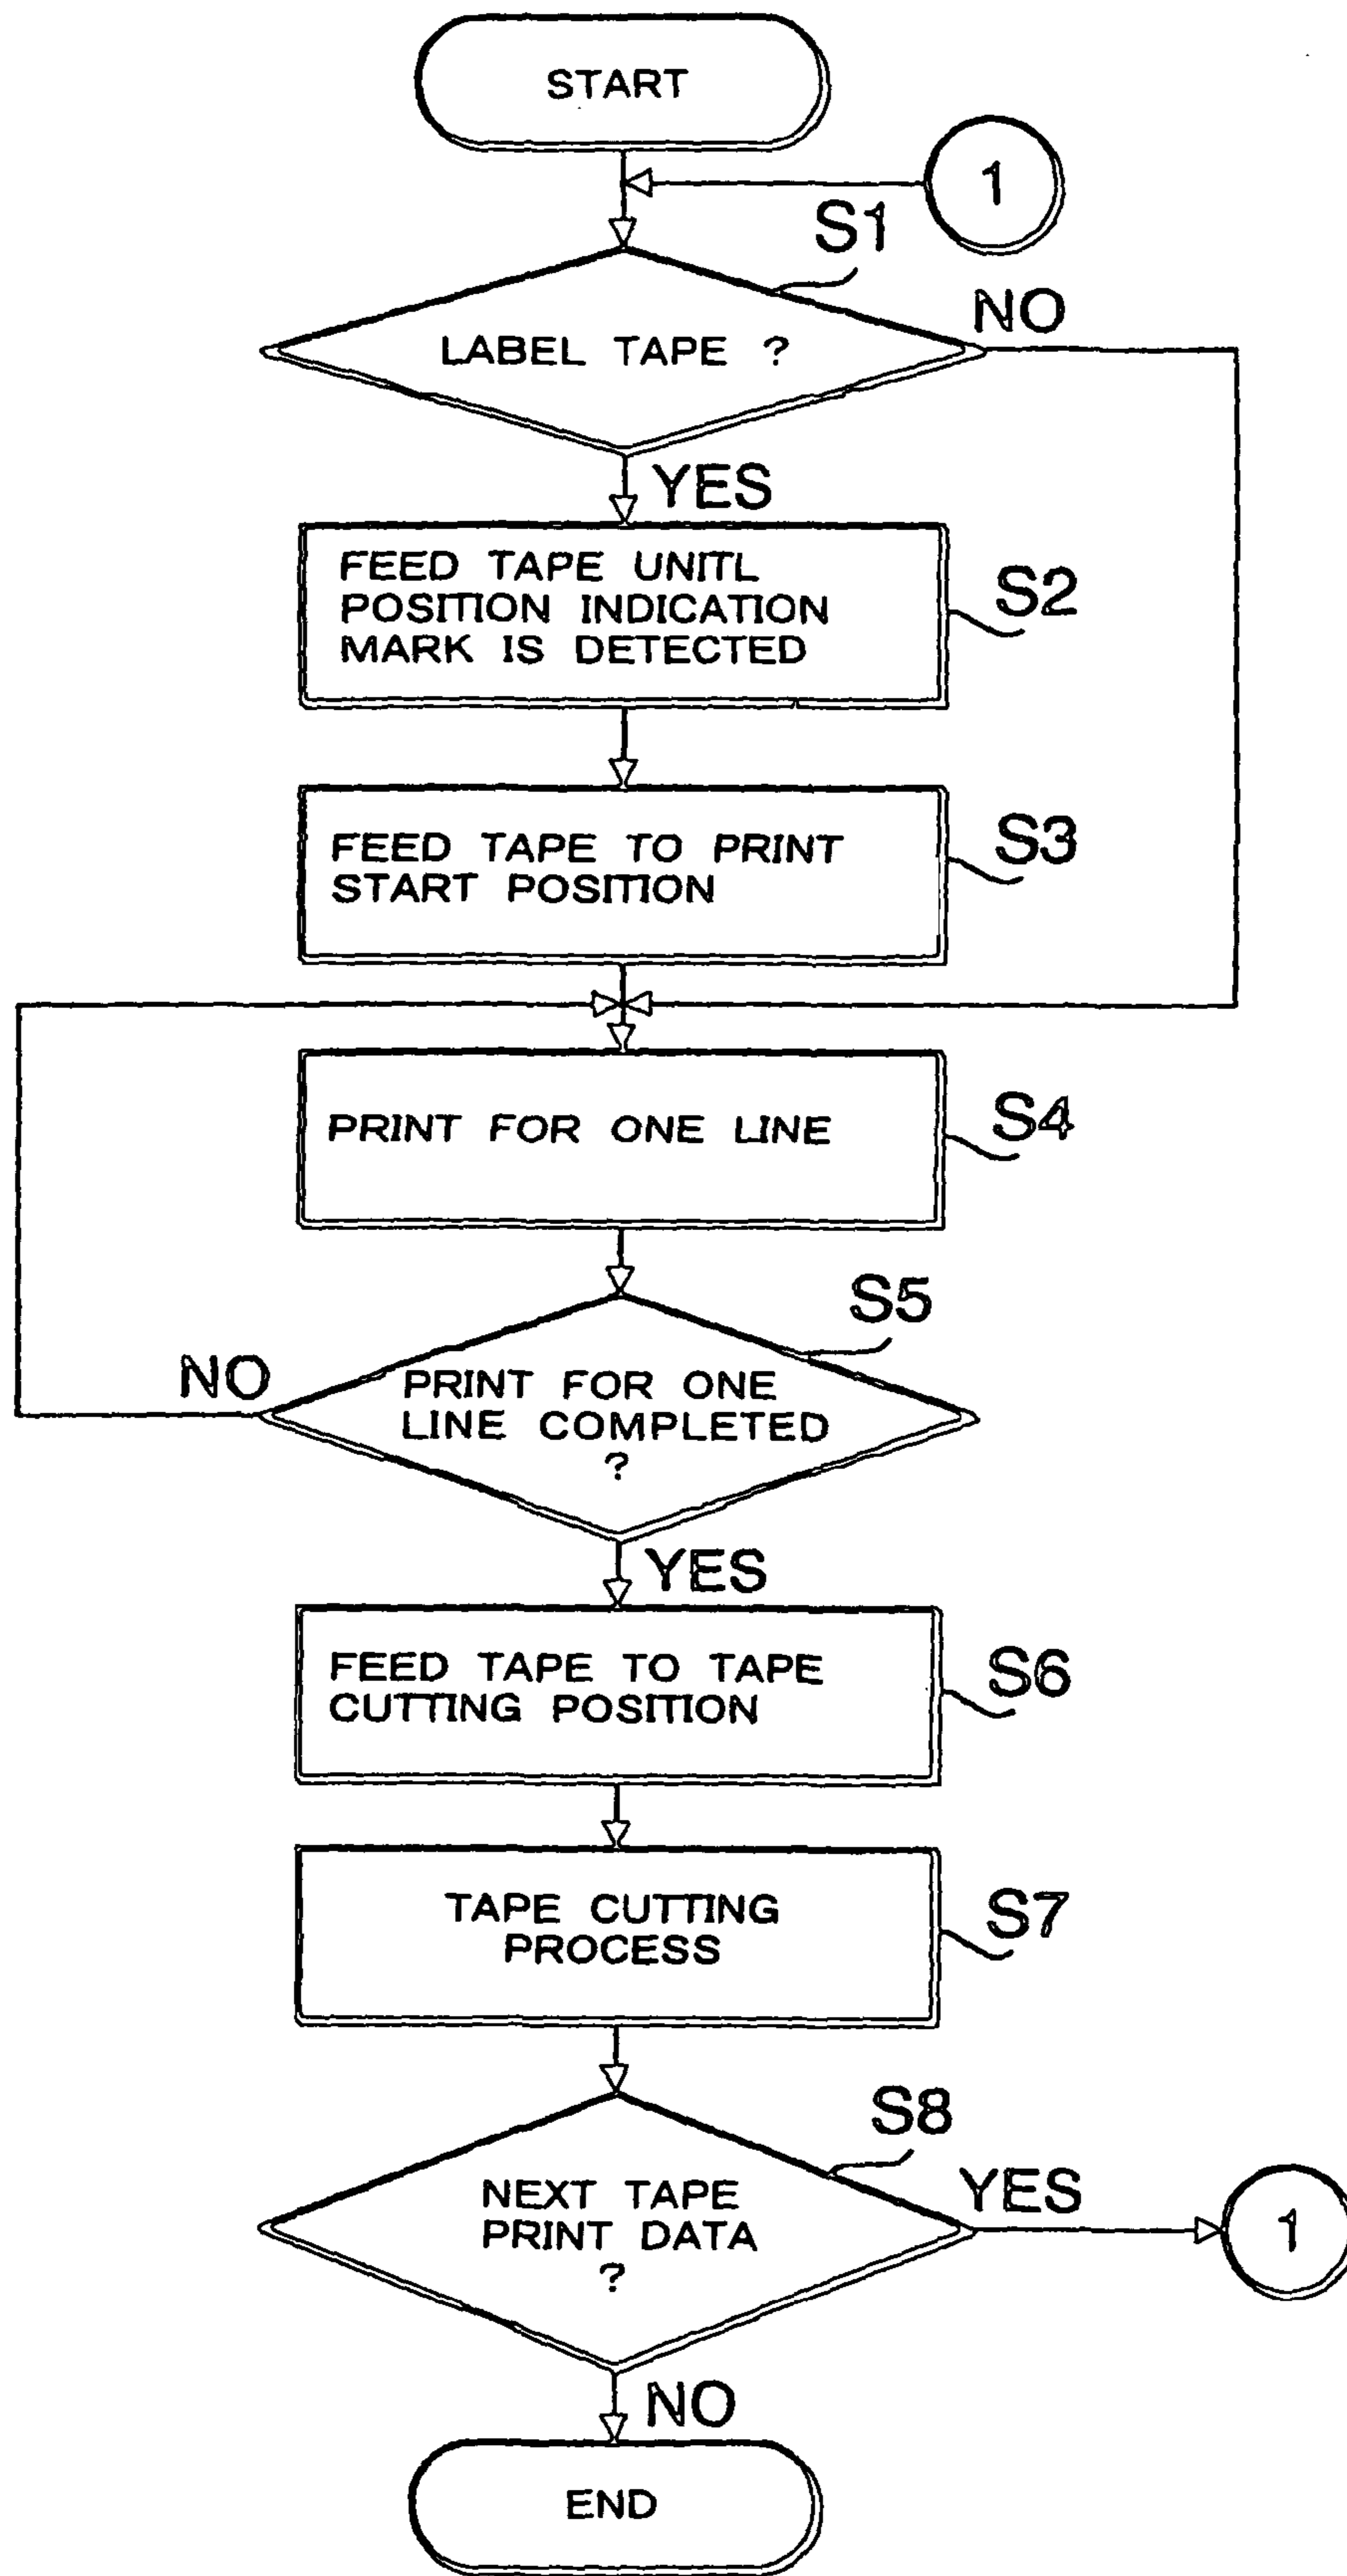 START
1
S1
LABEL TAPE ?
NO
YES
FEED TAPE UNITL
POSITION INDICATION
MARK IS DETECTED
S2
FEED TAPE TO PRINT
START POSITION
S3
PRINT FOR ONE LINE
S4
S5
NO
PRINT FOR ONE
LINE COMPLETED
?
YES
FEED TAPE TO TAPE
CUTTING POSITION
S6
TAPE CUTTING
PROCESS
S7
S8
NEXT TAPE
PRINT DATA
?
YES
1
NO
END